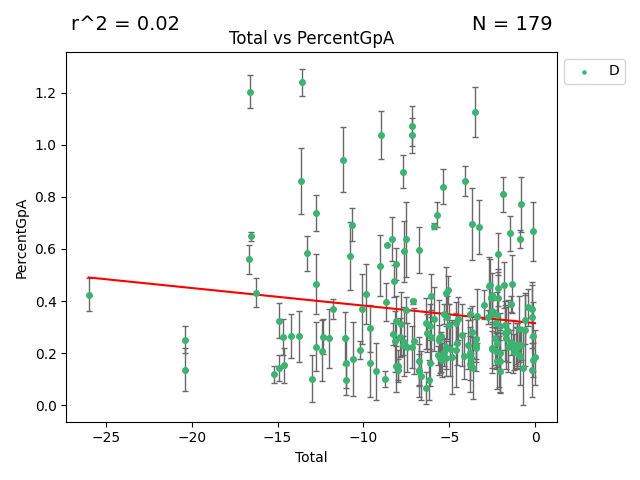 r^2 = 0.02
N = 179
Total vs PercentGpA
D
PercentGpA
1.2
1.0
0.8
0.6
0.4
0.2
0.0
−25
−20
−15
−10
−5
0
Total